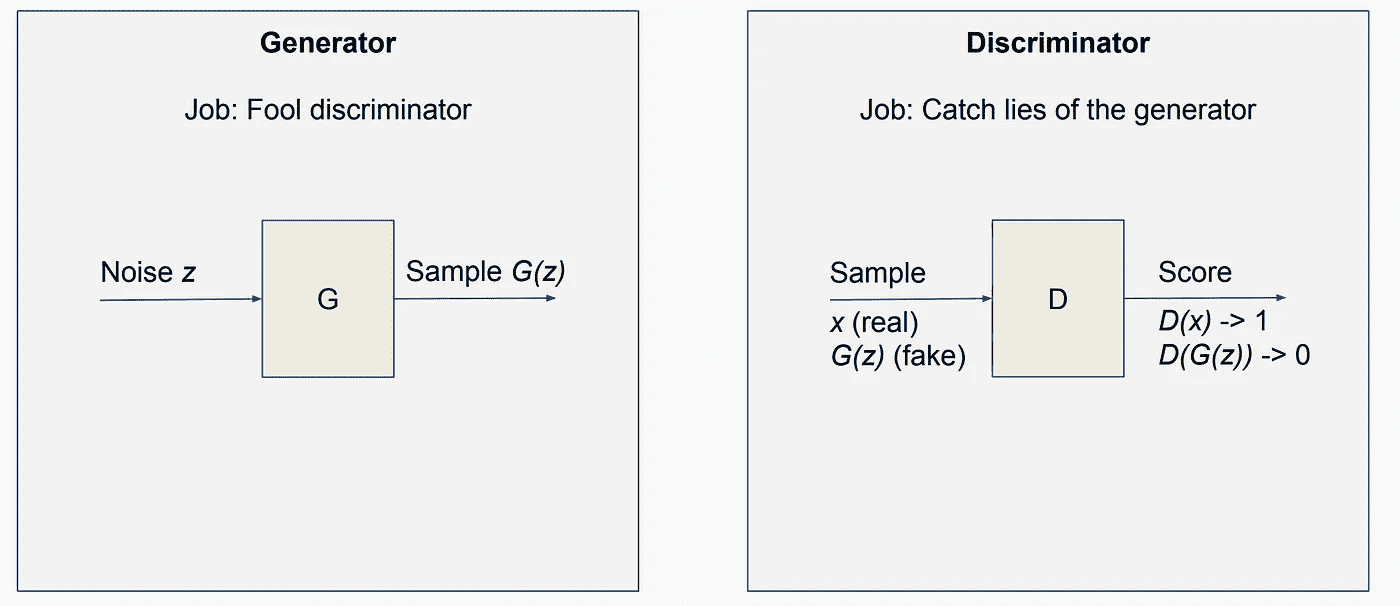 Generator
Job: Fool discriminator
Noise z
G
Sample G(z)
Discriminator
Job: Catch lies of the generator
Sample
x (real)
G(z) (fake)
D
Score
D(x) -> 1
D(G(z)) -> 0